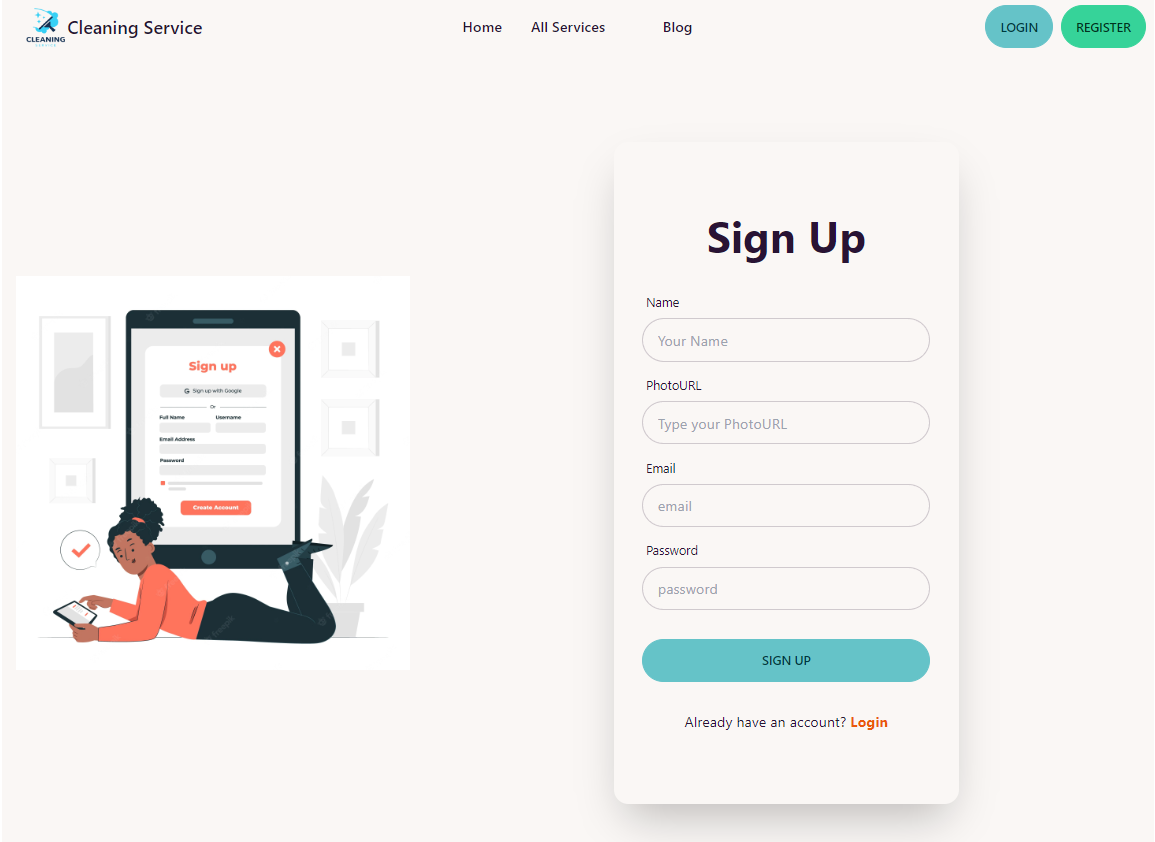 CLEANING
SERVICE
Cleaning Service
Home
All Services
Blog
LOGIN
REGISTER
Sign up
G Sign up with Google
Or
Full Name
Username
Email Address
Password
Create Account
Sign Up
Name
Your Name
PhotoURL
Type your PhotoURL
Email
email
Password
password
SIGN UP
Already have an account? Login